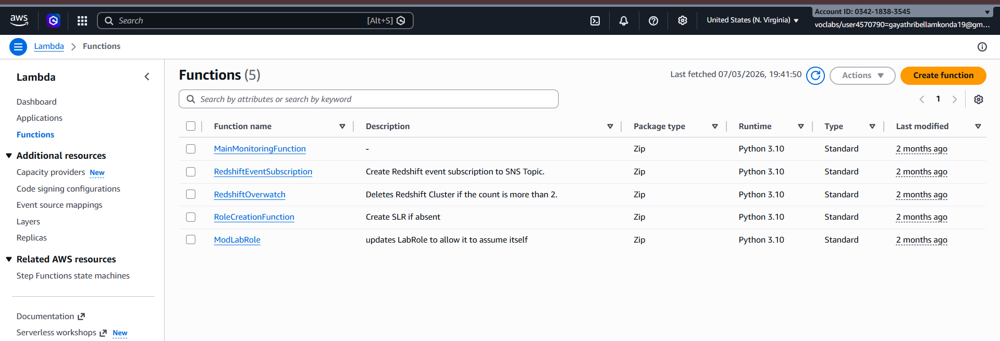 aws
Search [Alt+S]
United States (N. Virginia)
Account ID: 0342-1838-3545
voclabs/user4570790=gayathribellamkonda19@gm...
Lambda Functions
Lambda
Dashboard
Applications
Functions
Additional resources
Capacity providers New
Code signing configurations
Event source mappings
Layers
Replicas
Related AWS resources
Step Functions state machines
Documentation
Serverless workshops New
Functions (5)
Last fetched 07/03/2026, 19:41:50
Actions
Create function
Search by attributes or search by keyword
1
Function name Description Package type Runtime Type Last modified
MainMonitoringFunction - Zip Python 3.10 Standard 2 months ago
RedshiftEventSubscription Create Redshift event subscription to SNS Topic. Zip Python 3.10 Standard 2 months ago
RedshiftOverwatch Deletes Redshift Cluster if the count is more than 2. Zip Python 3.10 Standard 2 months ago
RoleCreationFunction Create SLR if absent Zip Python 3.10 Standard 2 months ago
ModLabRole updates LabRole to allow it to assume itself Zip Python 3.10 Standard 2 months ago